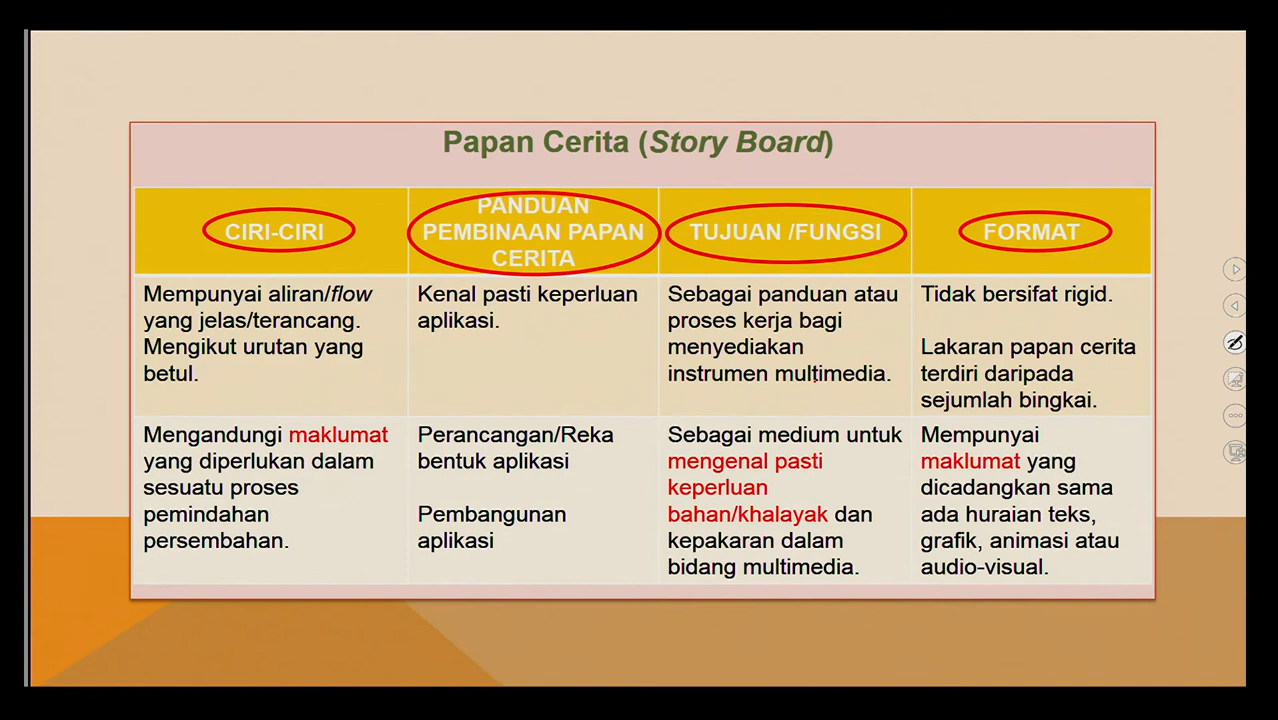 Papan Cerita (Story Board)
CIRI-CIRI
PANDUAN
PEMBINAAN PAPAN
CERITA
TUJUAN /FUNGSI
FORMAT
Mempunyai aliran/flow
yang jelas/terancang.
Mengikut urutan yang
betul.
Kenal pasti keperluan
aplikasi.
Sebagai panduan atau
proses kerja bagi
menyediakan
instrumen multimedia.
Tidak bersifat rigid.
Lakaran papan cerita
terdiri daripada
sejumlah bingkai.
Mengandungi maklumat
yang diperlukan dalam
sesuatu proses
pemindahan
persembahan.
Perancangan/Reka
bentuk aplikasi
Pembangunan
aplikasi
Sebagai medium untuk
mengenal pasti
keperluan
bahan/khalayak dan
kepakaran dalam
bidang multimedia.
Mempunyai
maklumat yang
dicadangkan sama
ada huraian teks,
grafik, animasi atau
audio-visual.